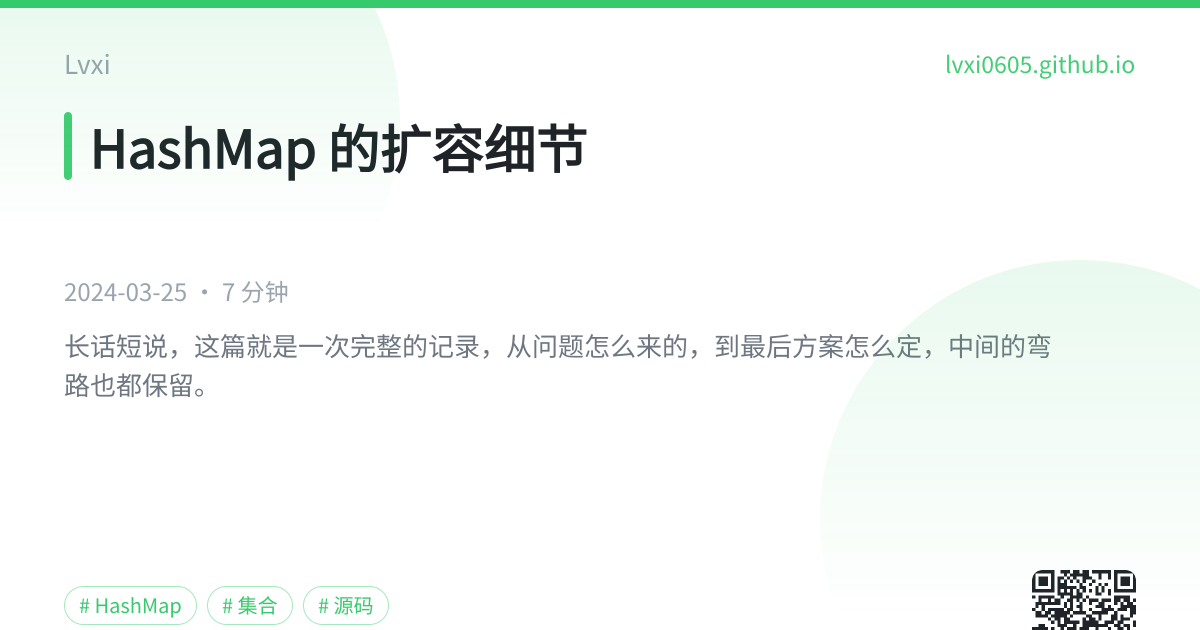 Lvxi
lvxi0605.github.io
HashMap 的扩容细节
2024-03-25 · 7 分钟
长话短说，这篇就是一次完整的记录，从问题怎么来的，到最后方案怎么定，中间的弯
路也都保留。
# HashMap
# 集合
# 源码